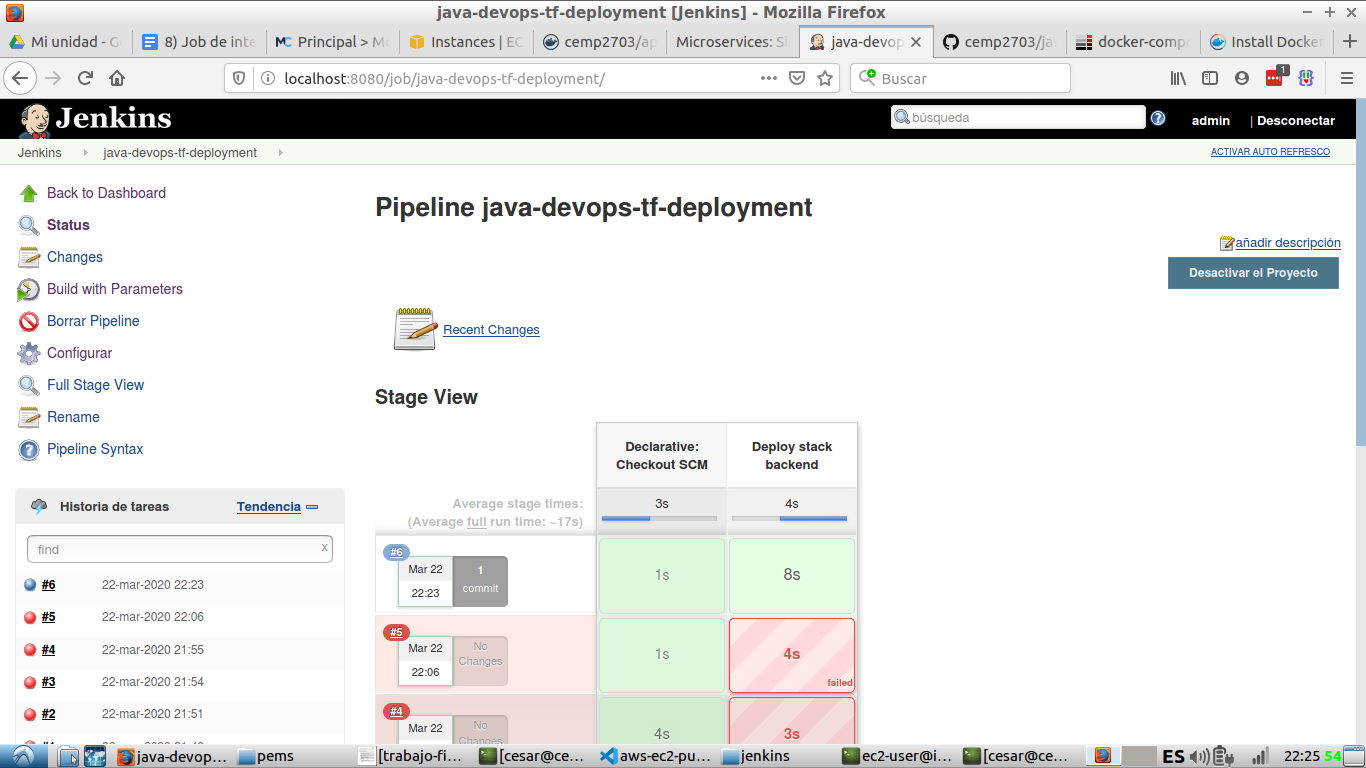 java-devops-tf-deployment [Jenkins] - Mozilla Firefox
Mi unidad - G
8) Job de inte
Principal > M
Instances | EC
cemp2703/ap
Microservices: Si
java-devop
cemp2703/ja
docker-comp
Install Docker
localhost:8080/job/java-devops-tf-deployment/
Buscar
1
Jenkins
búsqueda
admin
| Desconectar
Jenkins
java-devops-tf-deployment
ACTIVAR AUTO REFRESCO
Back to Dashboard
Status
Changes
Build with Parameters
Borrar Pipeline
Configurar
Full Stage View
Rename
Pipeline Syntax
Historia de tareas
Tendencia
find
x
#6 22-mar-2020 22:23
#5 22-mar-2020 22:06
#4 22-mar-2020 21:55
#3 22-mar-2020 21:54
#2 22-mar-2020 21:51
Pipeline java-devops-tf-deployment
añadir descripción
Desactivar el Proyecto
Recent Changes
Stage View
Declarative:
Checkout SCM
Deploy stack
backend
Average stage times:
(Average full run time: ~17s)
3s
4s
#6
Mar 22
22:23
1
commit
1s
8s
#5
Mar 22
22:06
No
Changes
1s
4s
failed
#4
Mar 22
No
Changes
4s
3s
java-devop...
pems
[trabajo-fi...
[cesar@ce...
aws-ec2-pu...
jenkins
ec2-user@i...
[cesar@ce...
ES
22:25
54